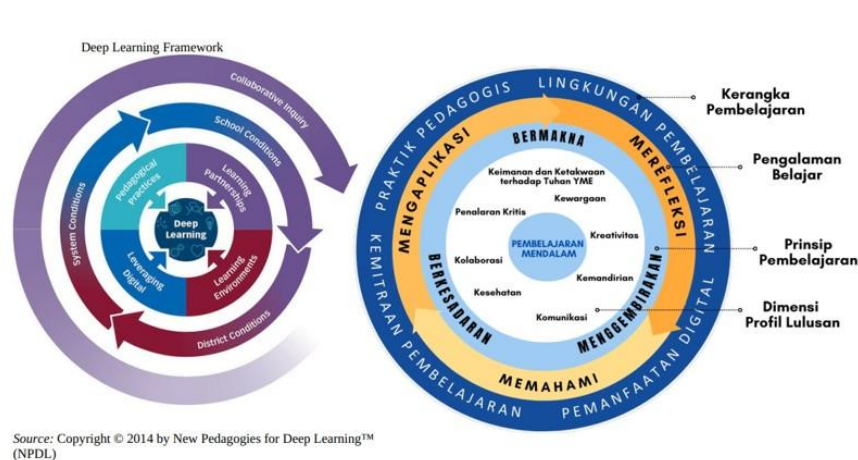 Deep Learning Framework
Collaborative Inquiry
School Conditions
System Conditions
District Conditions
Pedagogical
Practices
Learning
Partnerships
Deep
Learning
Leveraging
Digital
Learning
Environments
Source: Copyright © 2014 by New Pedagogies for Deep Learning™
(NPDL)
PRAKTIK PEDAGOGIS
LINGKUNGAN PEMBELAJARAN
KEMITRAAN PEMBELAJARAN
PEMANFAATAN DIGITAL
MENGAPLIKASI
MEREFLEKSI
MEMAHAMI
BERMAKNA
BERKESADARAN
MENGGEMBIRAKAN
Keimanan dan Ketakwaan
terhadap Tuhan YME
Kewargaan
Penalaran Kritis
Kreativitas
PEMBELAJARAN
MENDALAM
Kolaborasi
Kemandirian
Kesehatan
Komunikasi
Kerangka
Pembelajaran
Pengalaman
Belajar
Prinsip
Pembelajaran
Dimensi
Profil Lulusan